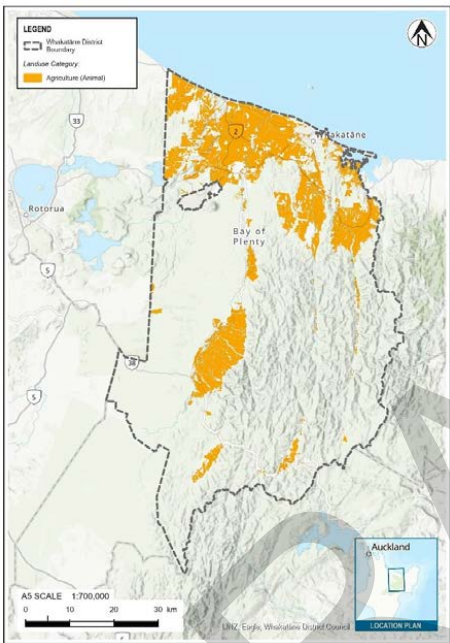 LEGEND
Whakatāne District
Boundary
Landuse Category:
Agriculture (Animal)
N
33
2
Whakatāne
Rotorua
Bay of
Plenty
5
38
5
Auckland
A5 SCALE 1:700,000
0 10 20 30 km
LINZ, Eagle, Whakatāne District Council
LOCATION PLAN